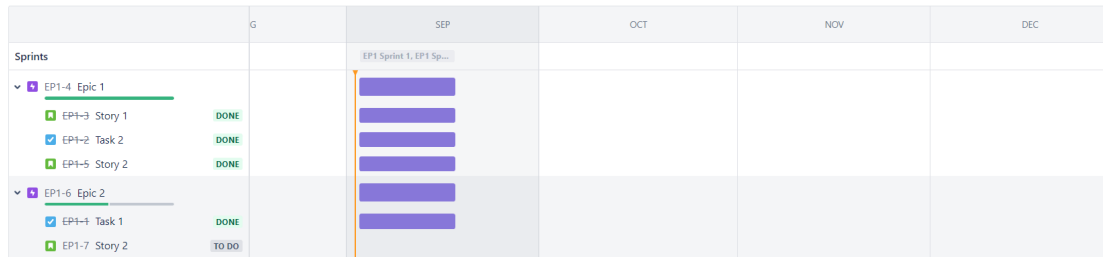 G SEP OCT NOV DEC
Sprints EP1 Sprint 1, EP1 Sp...
EP1-4 Epic 1
EP1-3 Story 1 DONE
EP1-2 Task 2 DONE
EP1-5 Story 2 DONE
EP1-6 Epic 2
EP1-1 Task 1 DONE
EP1-7 Story 2 TO DO